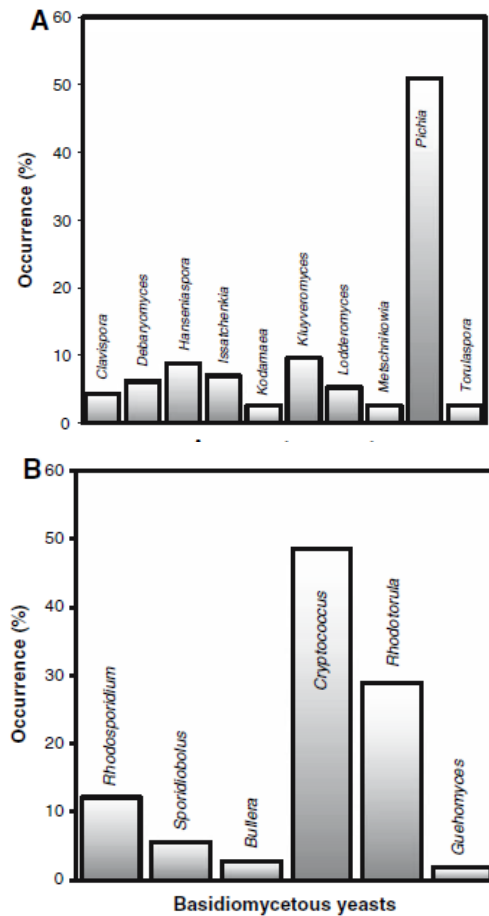 A
60
50
40
30
20
10
0
Occurrence (%)
Clavispora
Debaryomyces
Hanseniaspora
Issatchenkia
Kodamaea
Kluyveromyces
Lodderomyces
Metschnikowia
Pichia
Torulaspora
B
60
50
40
30
20
10
0
Occurrence (%)
Rhodosporidium
Sporidiobolus
Bullera
Cryptococcus
Rhodotorula
Guehomyces
Basidiomycetous yeasts